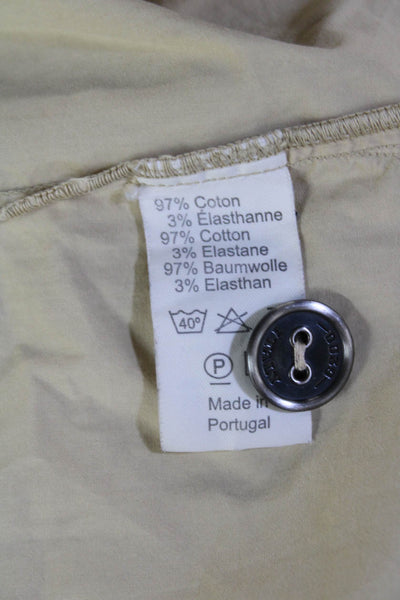 97% Coton
3% Élasthanne
97% Cotton
3% Elastane
97% Baumwolle
3% Elasthan
40°
P
Made in
Portugal